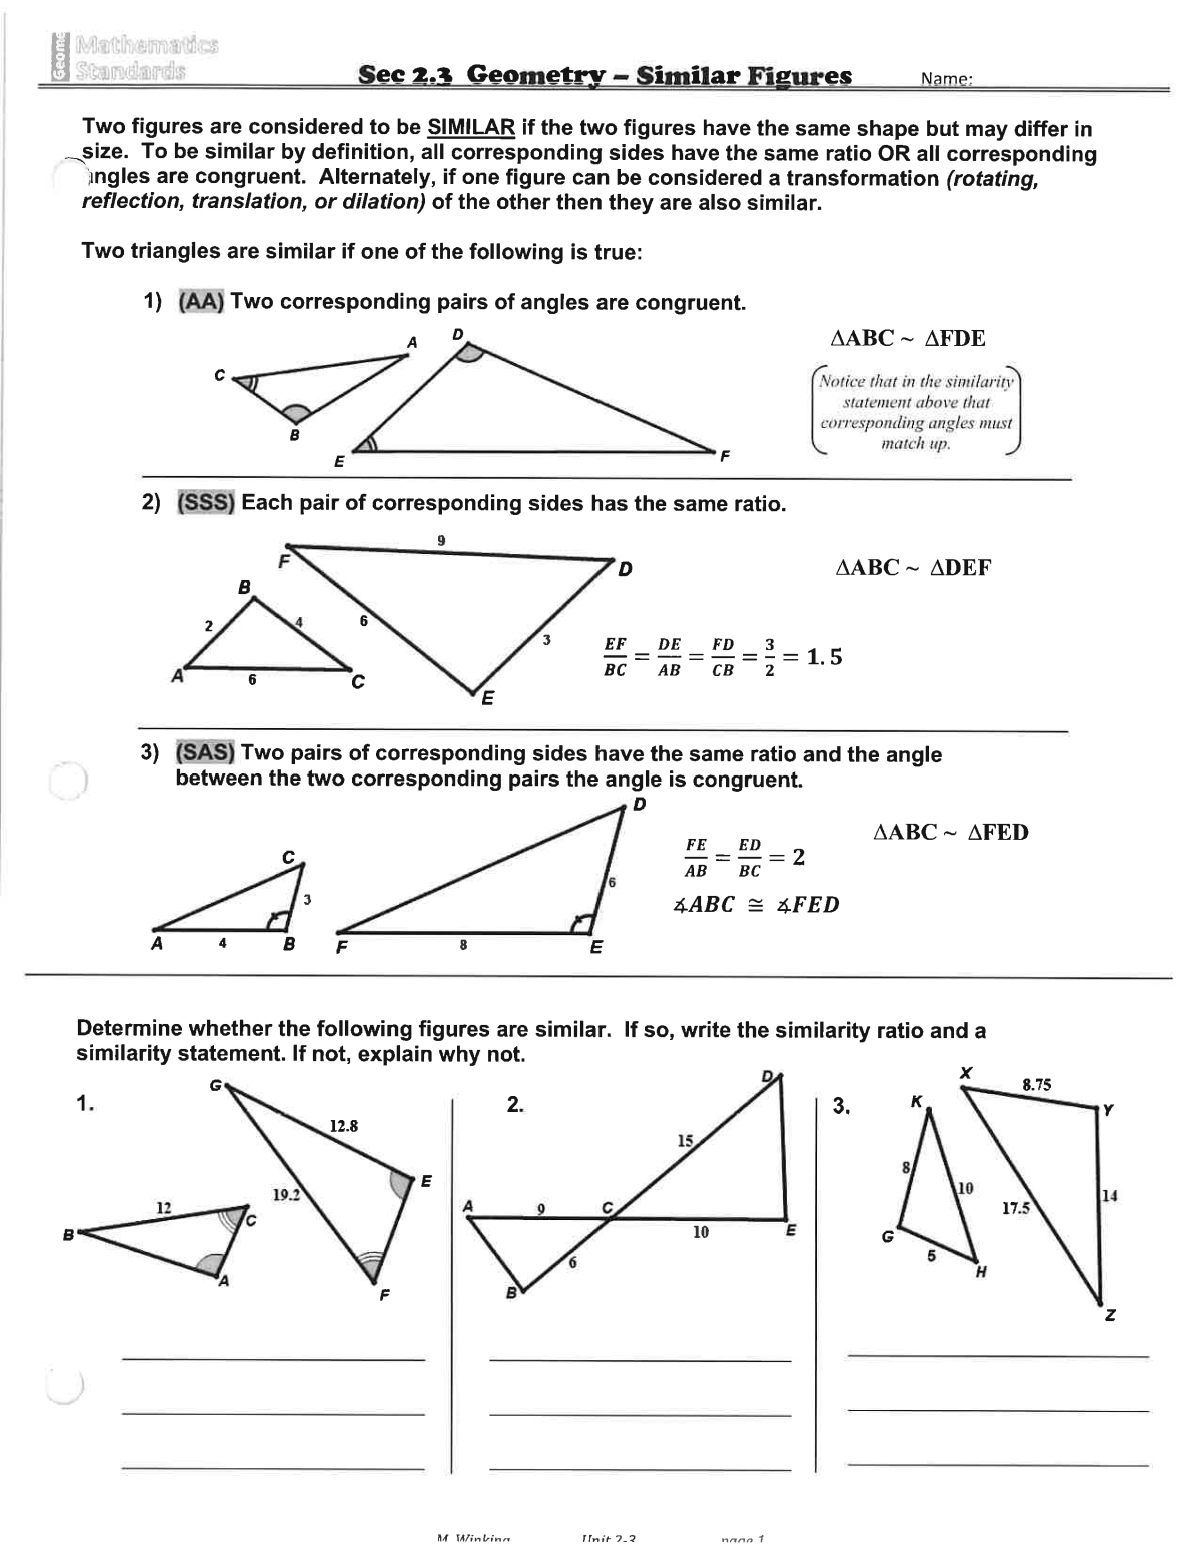 Geome
Mathematics
Standards
Sec 2.3 Geometry – Similar Figures
Name:
Two figures are considered to be SIMILAR if the two figures have the same shape but may differ in
size. To be similar by definition, all corresponding sides have the same ratio OR all corresponding
angles are congruent. Alternately, if one figure can be considered a transformation (rotating,
reflection, translation, or dilation) of the other then they are also similar.
Two triangles are similar if one of the following is true:
1) (AA) Two corresponding pairs of angles are congruent.
A
D
C
B
E
F
ΔABC ~ ΔFDE
Notice that in the similarity
statement above that
corresponding angles must
match up.
2) (SSS) Each pair of corresponding sides has the same ratio.
9
F
D
B
2
4
6
3
A
6
C
E
ΔABC ~ ΔDEF
EF/BC = DE/AB = FD/CB = 3/2 = 1.5
3) (SAS) Two pairs of corresponding sides have the same ratio and the angle
between the two corresponding pairs the angle is congruent.
D
C
3
6
A
4
B
F
8
E
FE/AB = ED/BC = 2
ΔABC ~ ΔFED
∡ABC ≅ ∡FED
Determine whether the following figures are similar. If so, write the similarity ratio and a
similarity statement. If not, explain why not.
1.
G
12.8
E
19.2
12
B
C
A
F
2.
D
15
A
9
C
10
E
6
B
3.
X
8.75
K
Y
8
10
17.5
14
G
5
H
Z
M. Winking Unit 2-3 page 1